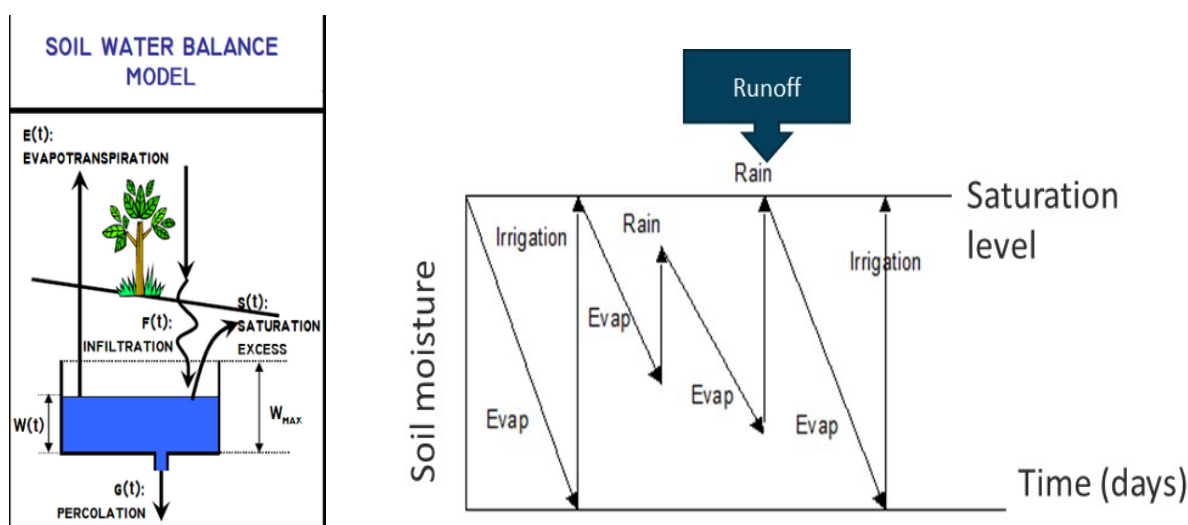 SOIL WATER BALANCE
MODEL
E(t):
EVAPOTRANSPIRATION
F(t):
INFILTRATION
S(t):
SATURATION
EXCESS
W(t)
WMAX
G(t):
PERCOLATION
Runoff
Rain
Saturation
level
Irrigation
Rain
Irrigation
Evap
Evap
Evap
Evap
Soil moisture
Time (days)